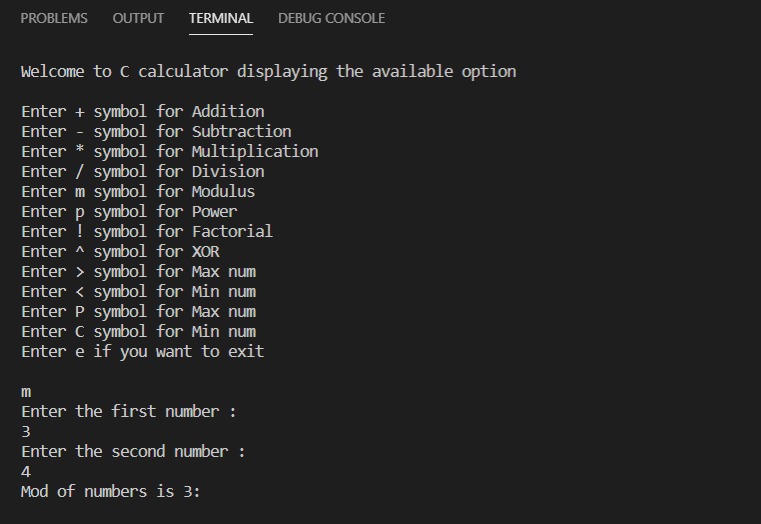 PROBLEMS OUTPUT TERMINAL DEBUG CONSOLE
Welcome to C calculator displaying the available option
Enter + symbol for Addition
Enter - symbol for Subtraction
Enter * symbol for Multiplication
Enter / symbol for Division
Enter m symbol for Modulus
Enter p symbol for Power
Enter ! symbol for Factorial
Enter ^ symbol for XOR
Enter > symbol for Max num
Enter < symbol for Min num
Enter P symbol for Max num
Enter C symbol for Min num
Enter e if you want to exit
m
Enter the first number :
3
Enter the second number :
4
Mod of numbers is 3: